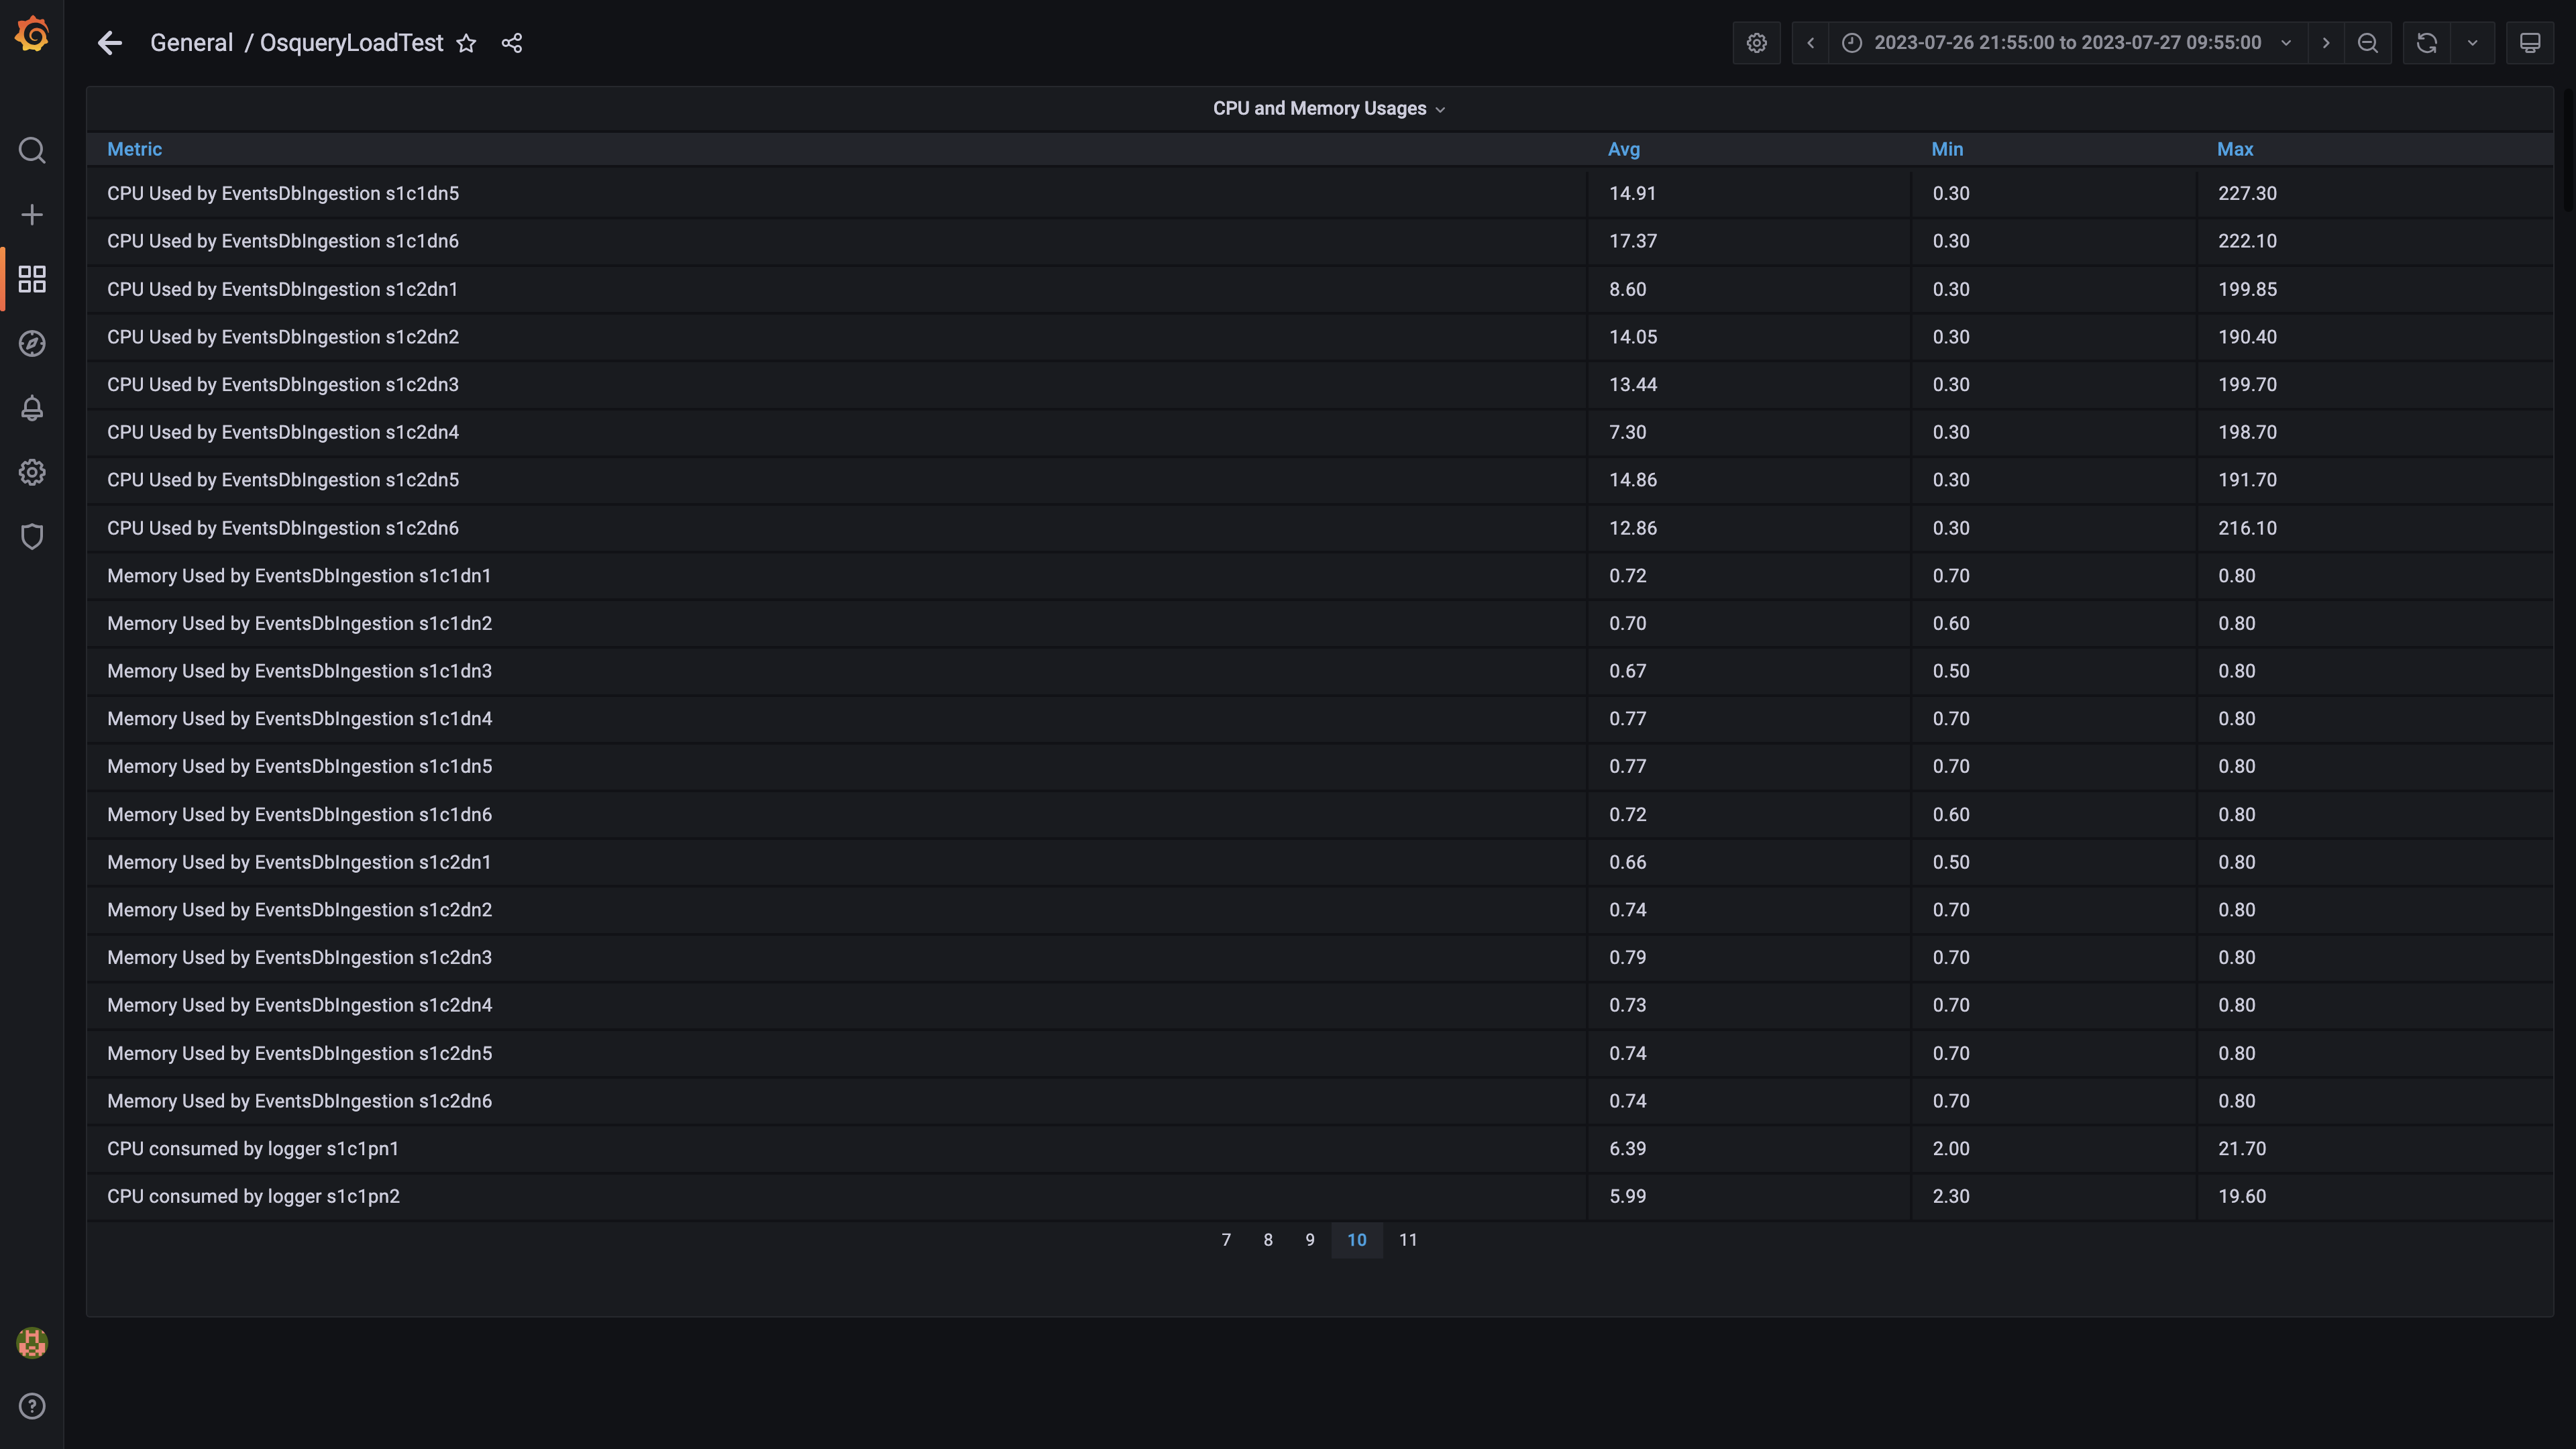 General / OsqueryLoadTest
2023-07-26 21:55:00 to 2023-07-27 09:55:00
CPU and Memory Usages
Metric Avg Min Max
CPU Used by EventsDbIngestion s1c1dn5 14.91 0.30 227.30
CPU Used by EventsDbIngestion s1c1dn6 17.37 0.30 222.10
CPU Used by EventsDbIngestion s1c2dn1 8.60 0.30 199.85
CPU Used by EventsDbIngestion s1c2dn2 14.05 0.30 190.40
CPU Used by EventsDbIngestion s1c2dn3 13.44 0.30 199.70
CPU Used by EventsDbIngestion s1c2dn4 7.30 0.30 198.70
CPU Used by EventsDbIngestion s1c2dn5 14.86 0.30 191.70
CPU Used by EventsDbIngestion s1c2dn6 12.86 0.30 216.10
Memory Used by EventsDbIngestion s1c1dn1 0.72 0.70 0.80
Memory Used by EventsDbIngestion s1c1dn2 0.70 0.60 0.80
Memory Used by EventsDbIngestion s1c1dn3 0.67 0.50 0.80
Memory Used by EventsDbIngestion s1c1dn4 0.77 0.70 0.80
Memory Used by EventsDbIngestion s1c1dn5 0.77 0.70 0.80
Memory Used by EventsDbIngestion s1c1dn6 0.72 0.60 0.80
Memory Used by EventsDbIngestion s1c2dn1 0.66 0.50 0.80
Memory Used by EventsDbIngestion s1c2dn2 0.74 0.70 0.80
Memory Used by EventsDbIngestion s1c2dn3 0.79 0.70 0.80
Memory Used by EventsDbIngestion s1c2dn4 0.73 0.70 0.80
Memory Used by EventsDbIngestion s1c2dn5 0.74 0.70 0.80
Memory Used by EventsDbIngestion s1c2dn6 0.74 0.70 0.80
CPU consumed by logger s1c1pn1 6.39 2.00 21.70
CPU consumed by logger s1c1pn2 5.99 2.30 19.60
7 8 9 10 11